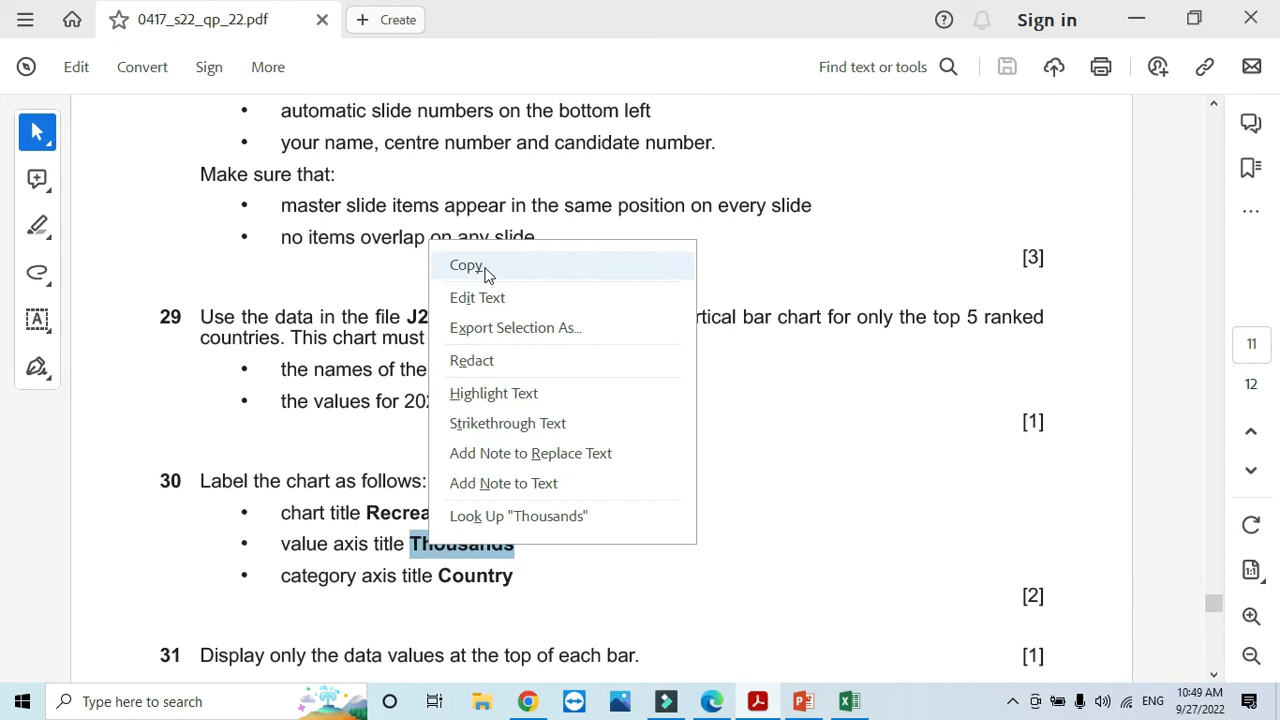 0417_s22_qp_22.pdf
Create
Sign in
Edit
Convert
Sign
More
Find text or tools
• automatic slide numbers on the bottom left
• your name, centre number and candidate number.
Make sure that:
• master slide items appear in the same position on every slide
• no items overlap on any slide
[3]
29 Use the data in the file J2 rtical bar chart for only the top 5 ranked
countries. This chart must
• the names of the
• the values for 202
[1]
30 Label the chart as follows:
• chart title Recrea
• value axis title Thousands
• category axis title Country
[2]
31 Display only the data values at the top of each bar. [1]
Copy
Edit Text
Export Selection As...
Redact
Highlight Text
Strikethrough Text
Add Note to Replace Text
Add Note to Text
Look Up "Thousands"
11
12
1:1
Type here to search
ENG
10:49 AM
9/27/2022